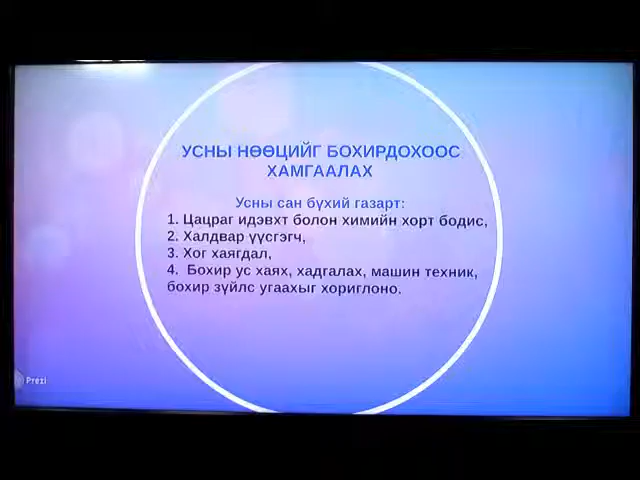 УСНЫ НӨӨЦИЙГ БОХИРДОХООС
ХАМГААЛАХ
Усны сан бүхий газарт:
1. Цацраг идэвхт болон химийн хорт бодис,
2. Халдвар үүсгэгч,
3. Хог хаягдал,
4. Бохир ус хаях, хадгалах, машин техник,
бохир зүйлс угаахыг хориглоно.
Prezi